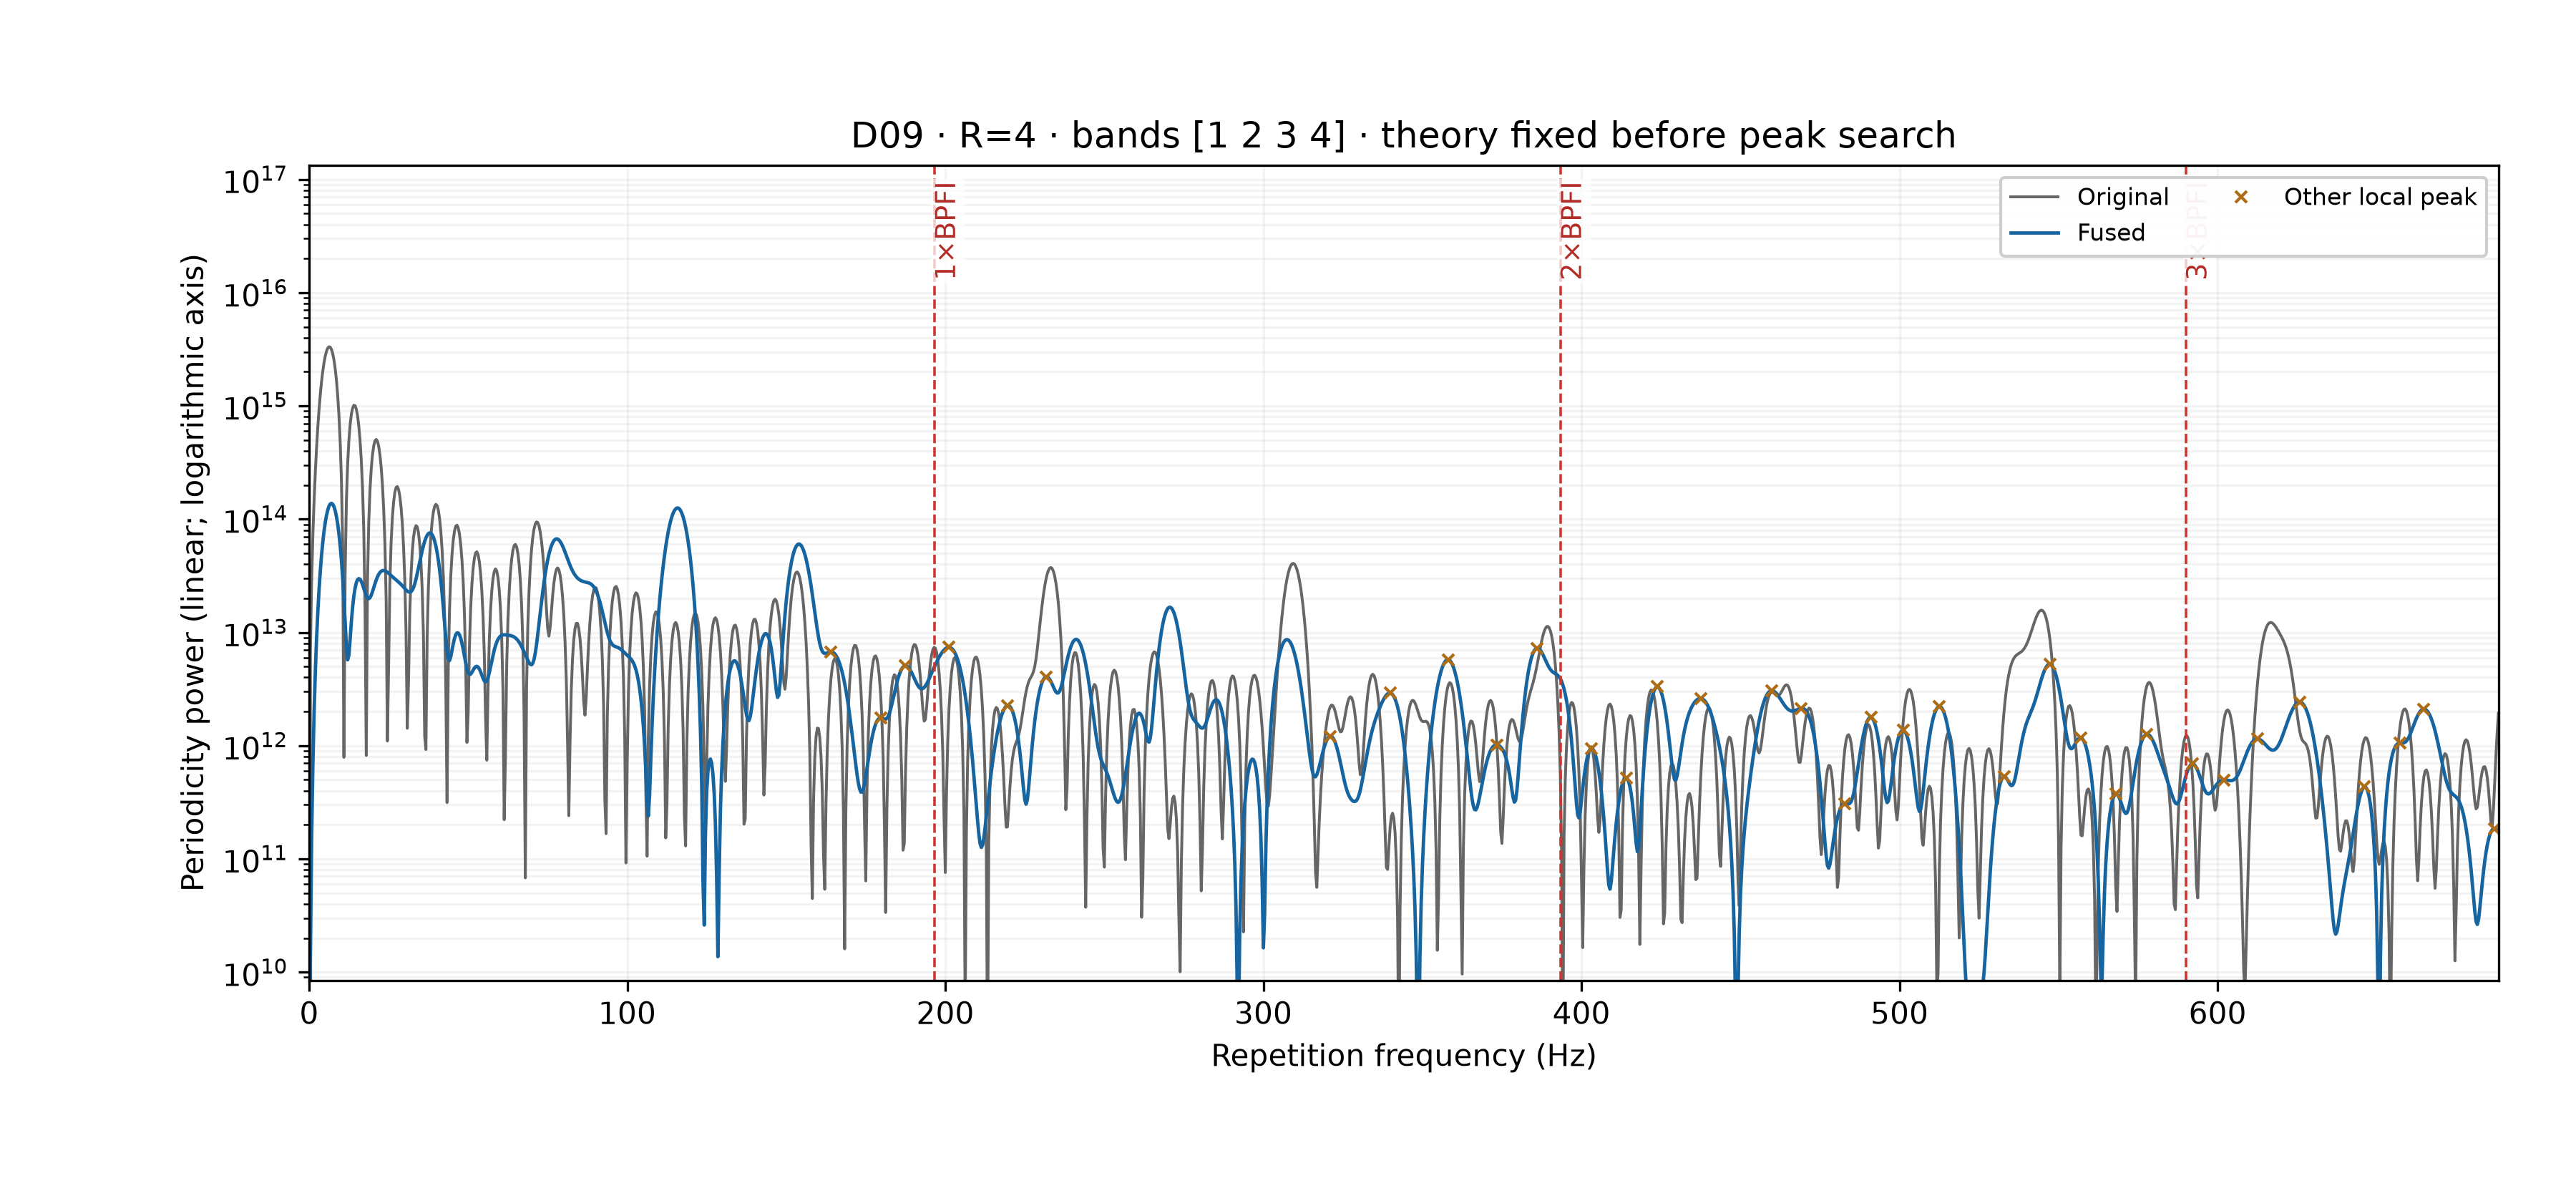 D09 · R=4 · bands [1 2 3 4] · theory fixed before peak search
Periodicity power (linear; logarithmic axis)
10¹⁷
10¹⁶
10¹⁵
10¹⁴
10¹³
10¹²
10¹¹
10¹⁰
1×BPFI
2×BPFI
3×BPFI
Original
Fused
Other local peak
0 100 200 300 400 500 600
Repetition frequency (Hz)